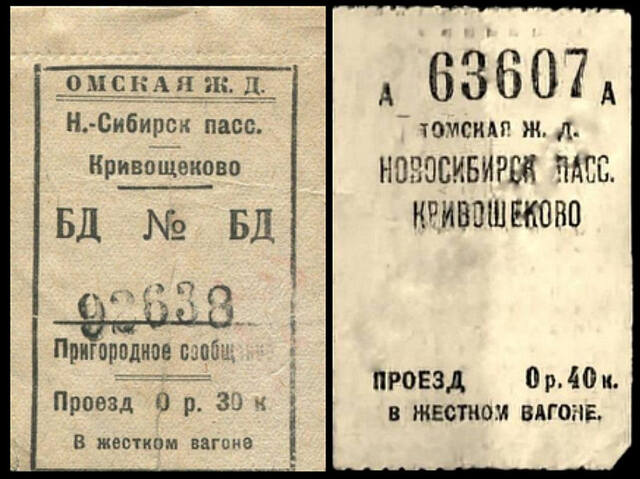 ОМСКАЯ Ж. Д.
Н.-Сибирск пасс.
Кривощеково
БД № БД
92638
Пригородное сообщение
Проезд 0 р. 30 к
В жестком вагоне
А 63607 А
ТОМСКАЯ Ж. Д.
НОВОСИБИРСК ПАСС.
КРИВОЩЕКОВО
ПРОЕЗД 0 р. 40 к.
В ЖЕСТКОМ ВАГОНЕ.